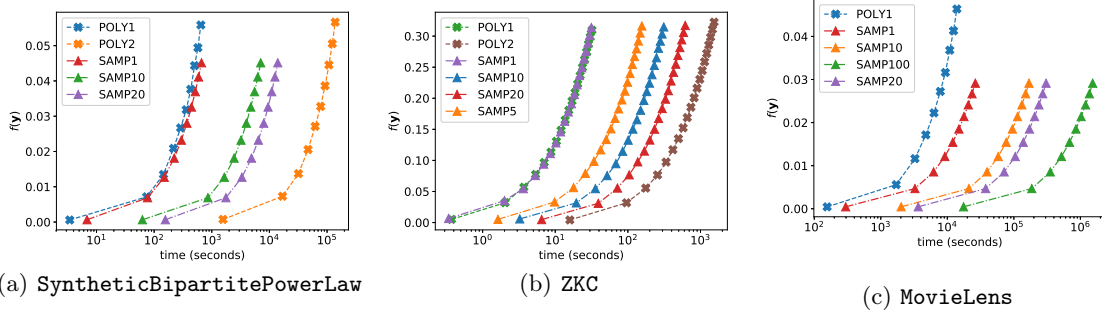 POLY1
POLY2
SAMP1
SAMP10
SAMP20
0.05
0.04
0.03
0.02
0.01
0.00
f(y)
10¹ 10² 10³ 10⁴ 10⁵
time (seconds)
(a) SyntheticBipartitePowerLaw
POLY1
POLY2
SAMP1
SAMP10
SAMP20
SAMP5
0.30
0.25
0.20
0.15
0.10
0.05
0.00
f(y)
10⁰ 10¹ 10² 10³
time (seconds)
(b) ZKC
POLY1
SAMP1
SAMP10
SAMP100
SAMP20
0.04
0.03
0.02
0.01
0.00
f(y)
10² 10³ 10⁴ 10⁵ 10⁶
time (seconds)
(c) MovieLens